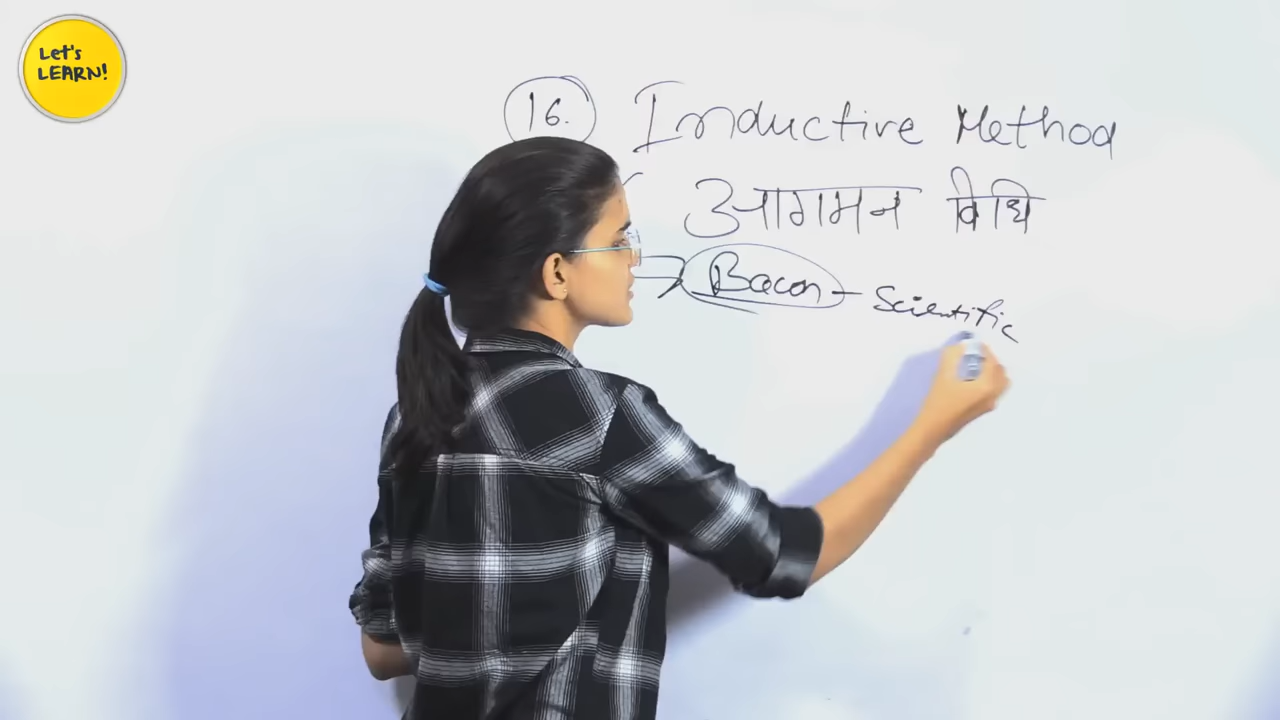 Let's
LEARN!
16. Inductive Method
आगमन विधि
Bacon - Scientific